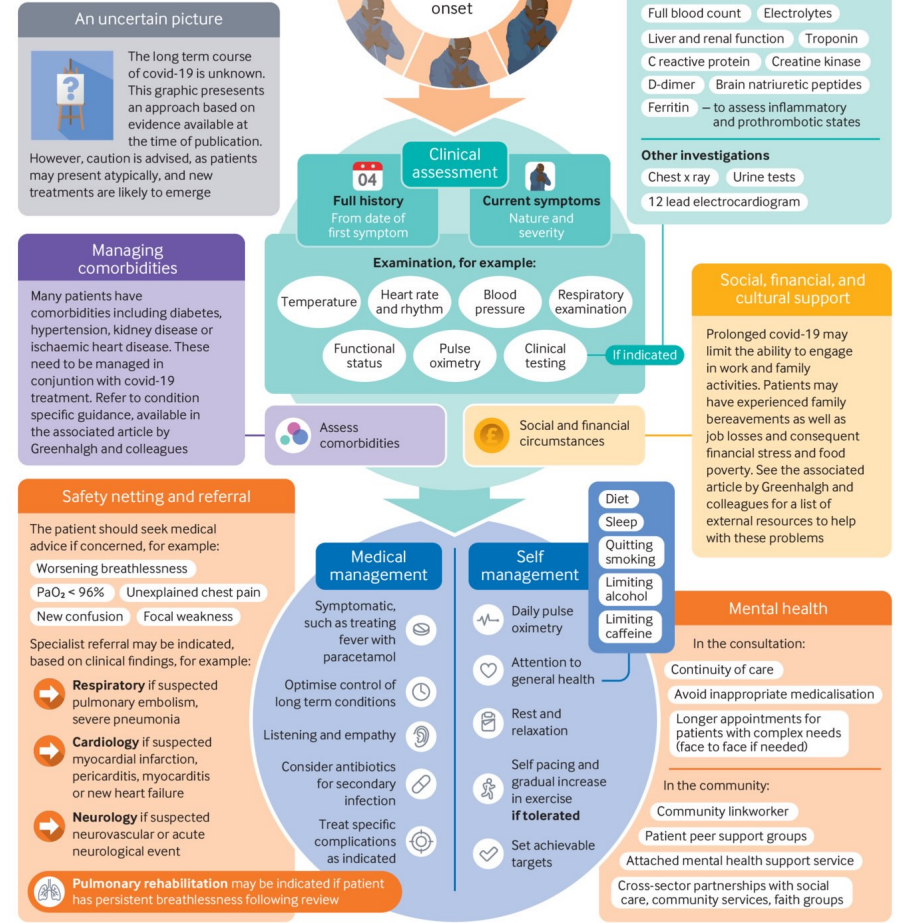 onset
An uncertain picture
?
The long term course
of covid-19 is unknown.
This graphic presesents
an approach based on
evidence available at
the time of publication.
However, caution is advised, as patients
may present atypically, and new
treatments are likely to emerge
Full blood count
Electrolytes
Liver and renal function
Troponin
C reactive protein
Creatine kinase
D-dimer
Brain natriuretic peptides
Ferritin – to assess inflammatory
and prothrombotic states
Other investigations
Chest x ray
Urine tests
12 lead electrocardiogram
Clinical
assessment
04
Full history
From date of
first symptom
Current symptoms
Nature and
severity
Examination, for example:
Temperature
Heart rate
and rhythm
Blood
pressure
Respiratory
examination
Functional
status
Pulse
oximetry
Clinical
testing
If indicated
Managing
comorbidities
Many patients have
comorbidities including diabetes,
hypertension, kidney disease or
ischaemic heart disease. These
need to be managed in
conjuntion with covid-19
treatment. Refer to condition
specific guidance, available in
the associated article by
Greenhalgh and colleagues
Assess
comorbidities
£
Social and financial
circumstances
Social, financial, and
cultural support
Prolonged covid-19 may
limit the ability to engage
in work and family
activities. Patients may
have experienced family
bereavements as well as
job losses and consequent
financial stress and food
poverty. See the associated
article by Greenhalgh and
colleagues for a list of
external resources to help
with these problems
Safety netting and referral
The patient should seek medical
advice if concerned, for example:
Worsening breathlessness
PaO₂ < 96%
Unexplained chest pain
New confusion
Focal weakness
Specialist referral may be indicated,
based on clinical findings, for example:
Respiratory if suspected
pulmonary embolism,
severe pneumonia
Cardiology if suspected
myocardial infarction,
pericarditis, myocarditis
or new heart failure
Neurology if suspected
neurovascular or acute
neurological event
Pulmonary rehabilitation may be indicated if patient
has persistent breathlessness following review
Medical
management
Symptomatic,
such as treating
fever with
paracetamol
Optimise control of
long term conditions
Listening and empathy
Consider antibiotics
for secondary
infection
Treat specific
complications
as indicated
Self
management
Daily pulse
oximetry
Attention to
general health
Rest and
relaxation
Self pacing and
gradual increase
in exercise
if tolerated
Set achievable
targets
Diet
Sleep
Quitting
smoking
Limiting
alcohol
Limiting
caffeine
Mental health
In the consultation:
Continuity of care
Avoid inappropriate medicalisation
Longer appointments for
patients with complex needs
(face to face if needed)
In the community:
Community linkworker
Patient peer support groups
Attached mental health support service
Cross-sector partnerships with social
care, community services, faith groups